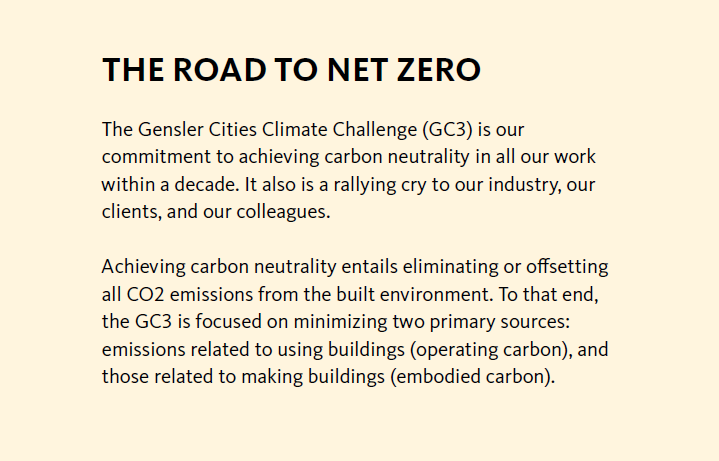 THE ROAD TO NET ZERO
The Gensler Cities Climate Challenge (GC3) is our
commitment to achieving carbon neutrality in all our work
within a decade. It also is a rallying cry to our industry, our
clients, and our colleagues.
Achieving carbon neutrality entails eliminating or offsetting
all CO2 emissions from the built environment. To that end,
the GC3 is focused on minimizing two primary sources:
emissions related to using buildings (operating carbon), and
those related to making buildings (embodied carbon).